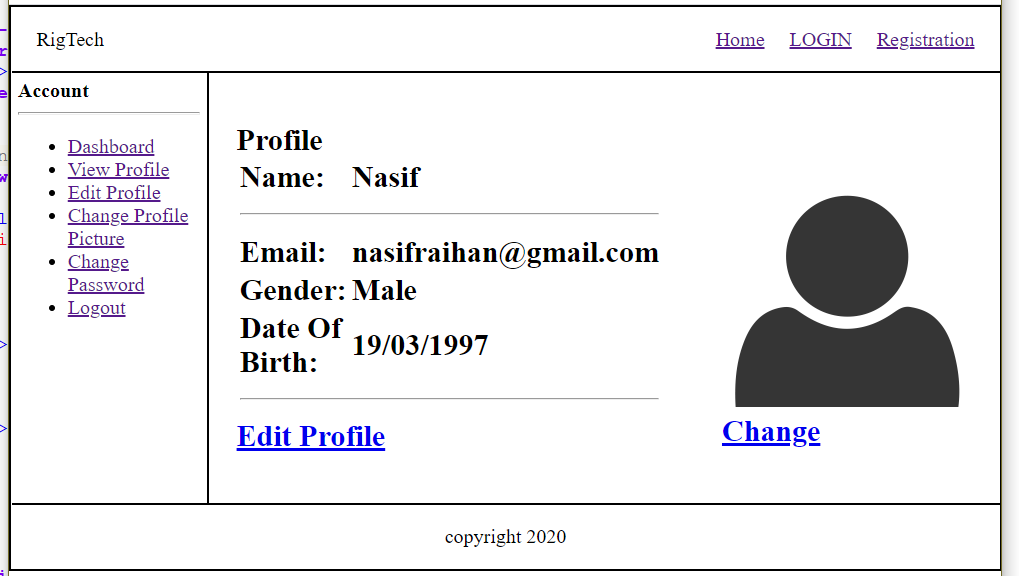 RigTech
Home LOGIN Registration
Account
Dashboard
View Profile
Edit Profile
Change Profile
Picture
Change
Password
Logout
Profile
Name: Nasif
Email: nasifraihan@gmail.com
Gender: Male
Date Of
Birth: 19/03/1997
Edit Profile
Change
copyright 2020